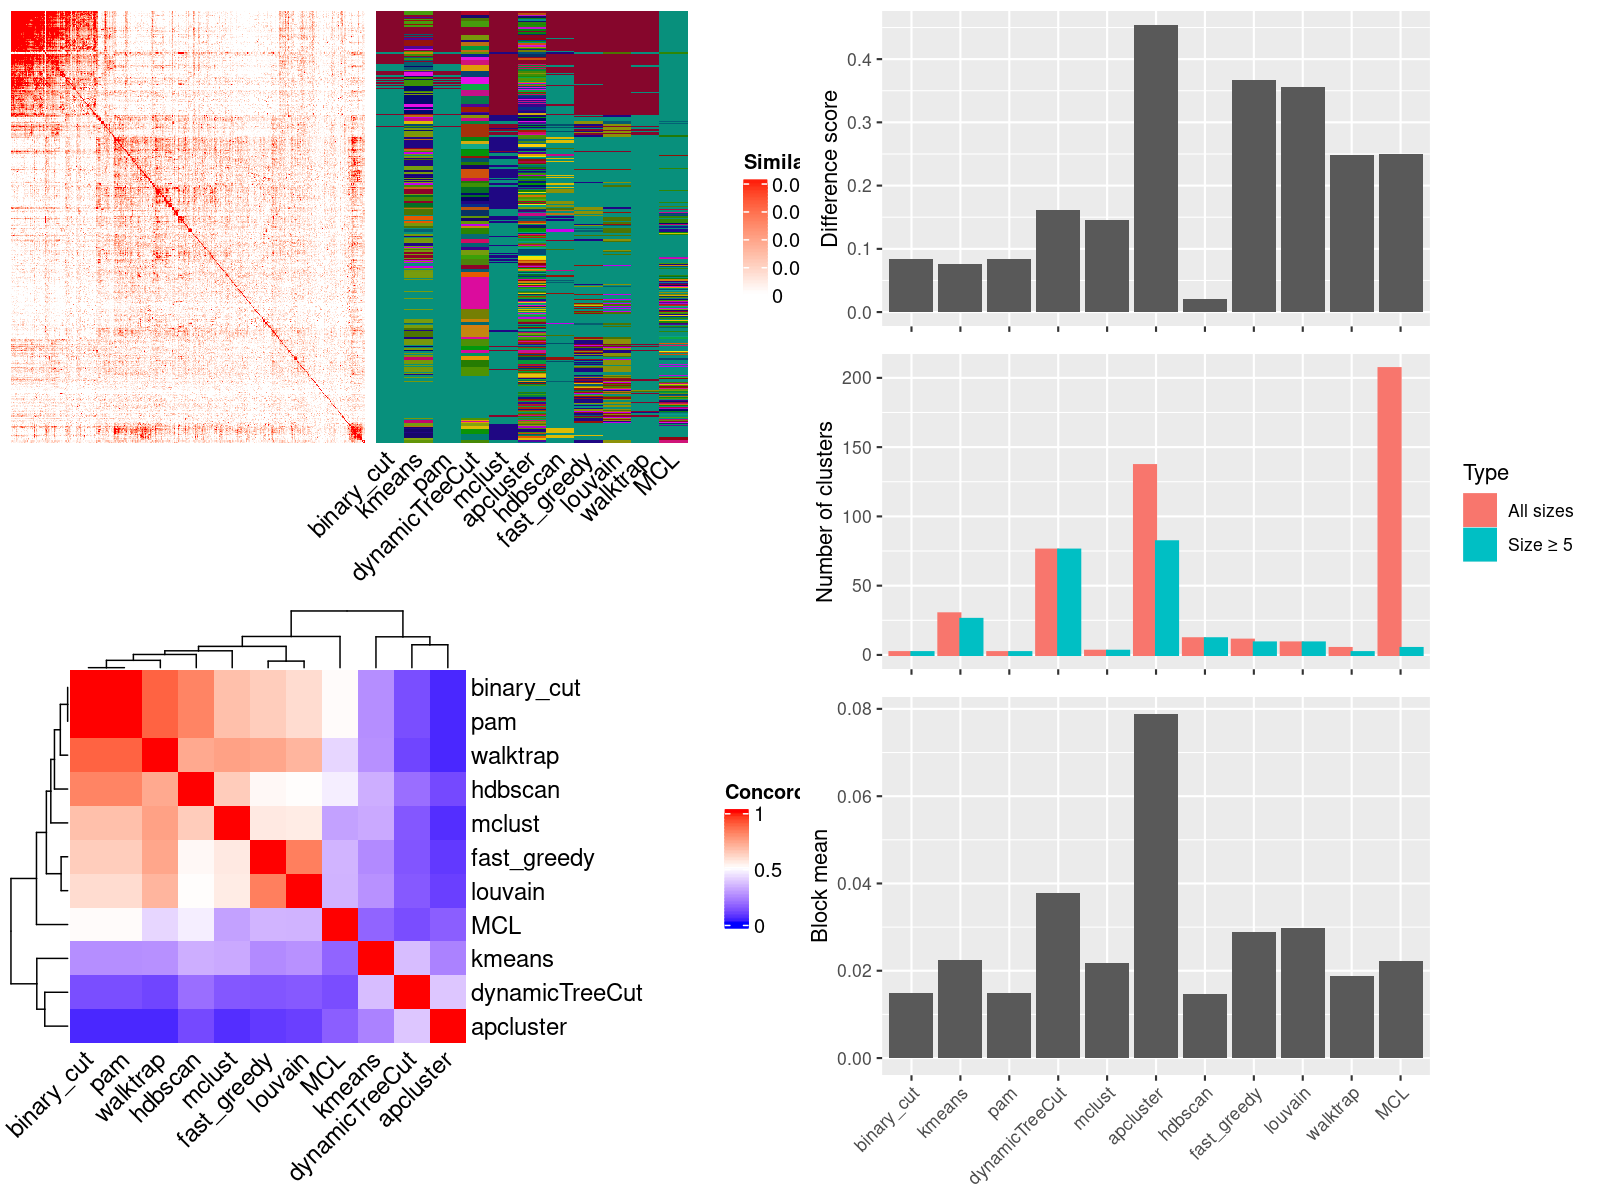 Simila
0.0
0.0
0.0
0.0
0
binary_cut
kmeans
pam
dynamicTreeCut
mclust
apcluster
hdbscan
fast_greedy
louvain
walktrap
MCL
binary_cut
pam
walktrap
hdbscan
mclust
fast_greedy
louvain
MCL
kmeans
dynamicTreeCut
apcluster
binary_cut
pam
walktrap
hdbscan
mclust
fast_greedy
louvain
MCL
kmeans
dynamicTreeCut
apcluster
Concord
1
0.5
0
Difference score
0.4
0.3
0.2
0.1
0.0
Number of clusters
200
150
100
50
0
Type
All sizes
Size ≥ 5
Block mean
0.08
0.06
0.04
0.02
0.00
binary_cut
kmeans
pam
dynamicTreeCut
mclust
apcluster
hdbscan
fast_greedy
louvain
walktrap
MCL